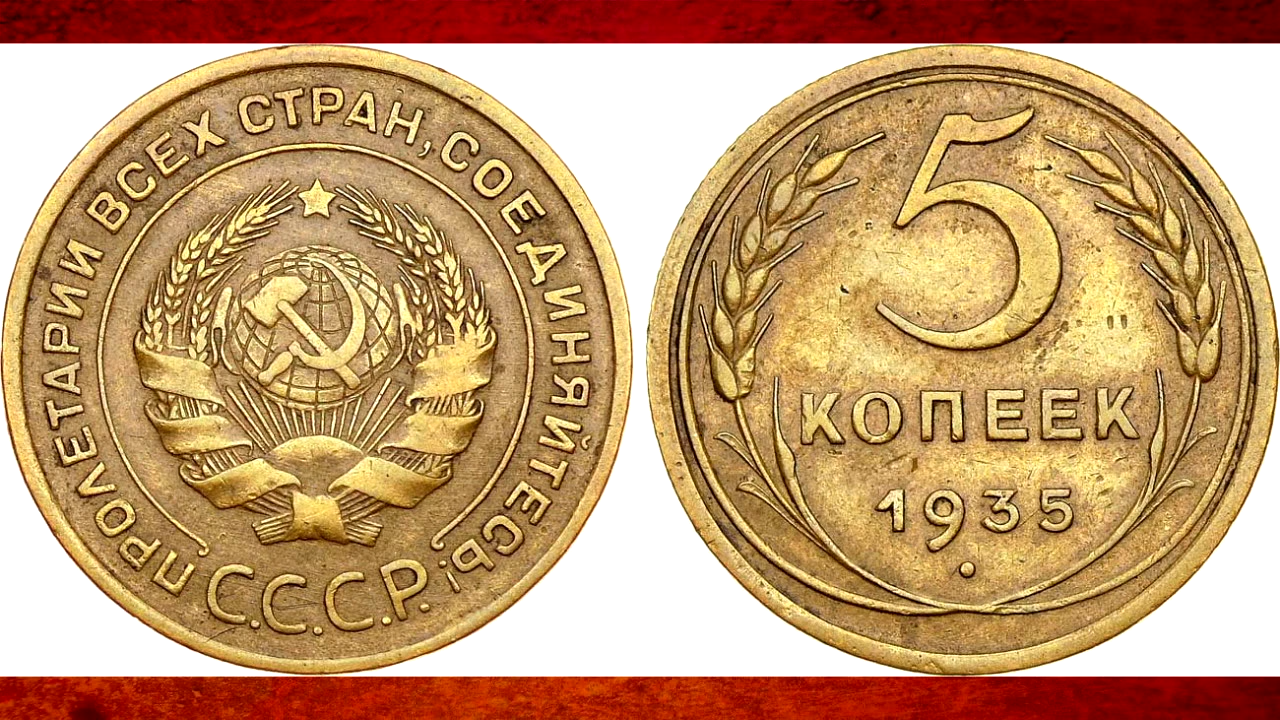 ПРОЛЕТАРИИ ВСЕХ СТРАН, СОЕДИНЯЙТЕСЬ!
С.С.С.Р.
5
КОПЕЕК
1935